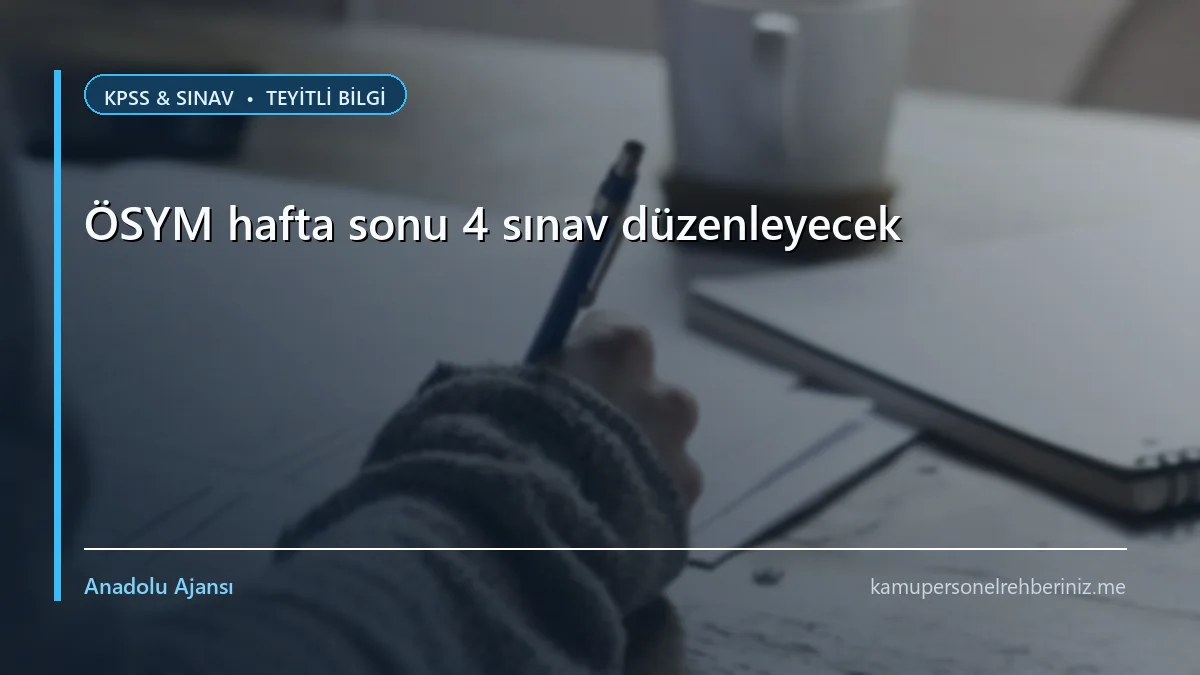 KPSS & SINAV • TEYİTLİ BİLGİ
ÖSYM hafta sonu 4 sınav düzenleyecek
Anadolu Ajansı
kamupersonelrehberiniz.me